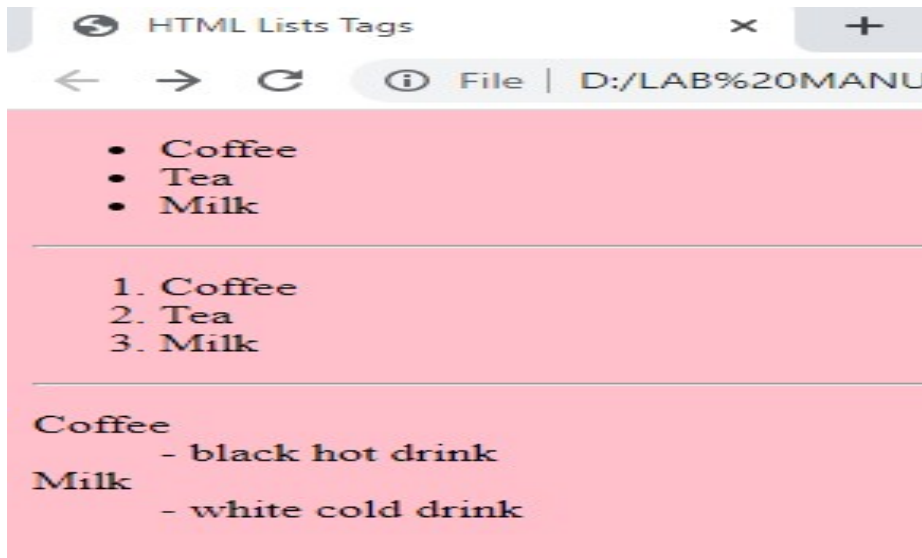 HTML Lists Tags
File | D:/LAB%20MANU
• Coffee
• Tea
• Milk
1. Coffee
2. Tea
3. Milk
Coffee
- black hot drink
Milk
- white cold drink